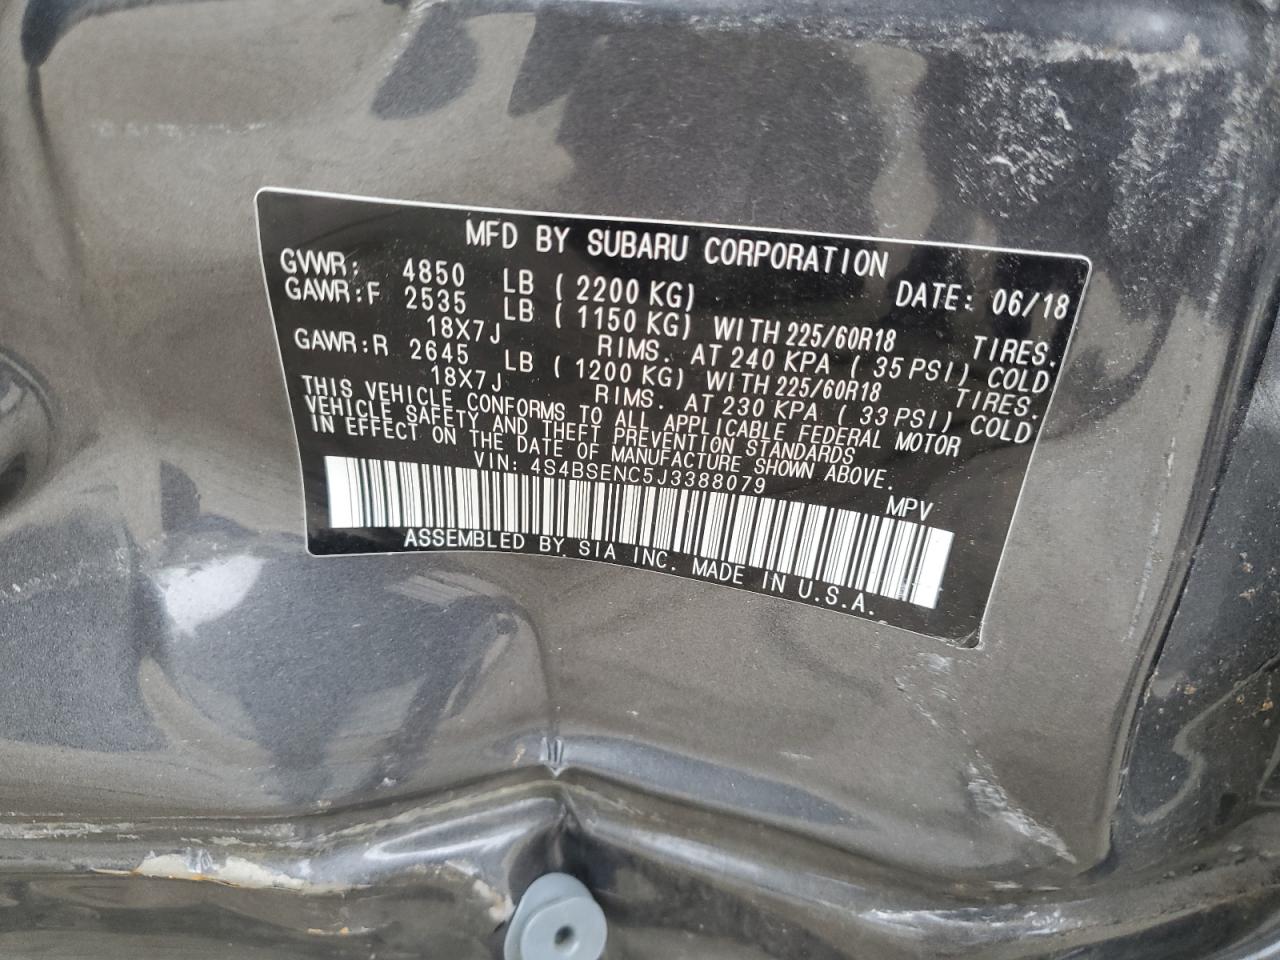 MFD BY SUBARU CORPORATION
GVWR: 4850 LB (2200 KG) DATE: 06/18
GAWR:F 2535 LB (1150 KG) WITH 225/60R18 TIRES.
18X7J RIMS. AT 240 KPA (35 PSI) COLD
GAWR:R 2645 LB (1200 KG) WITH 225/60R18 TIRES.
18X7J RIMS. AT 230 KPA (33 PSI) COLD
THIS VEHICLE CONFORMS TO ALL APPLICABLE FEDERAL MOTOR
VEHICLE SAFETY AND THEFT PREVENTION STANDARDS
IN EFFECT ON THE DATE OF MANUFACTURE SHOWN ABOVE.
VIN: 4S4BSENC5J3388079 MPV
ASSEMBLED BY SIA INC. MADE IN U.S.A.